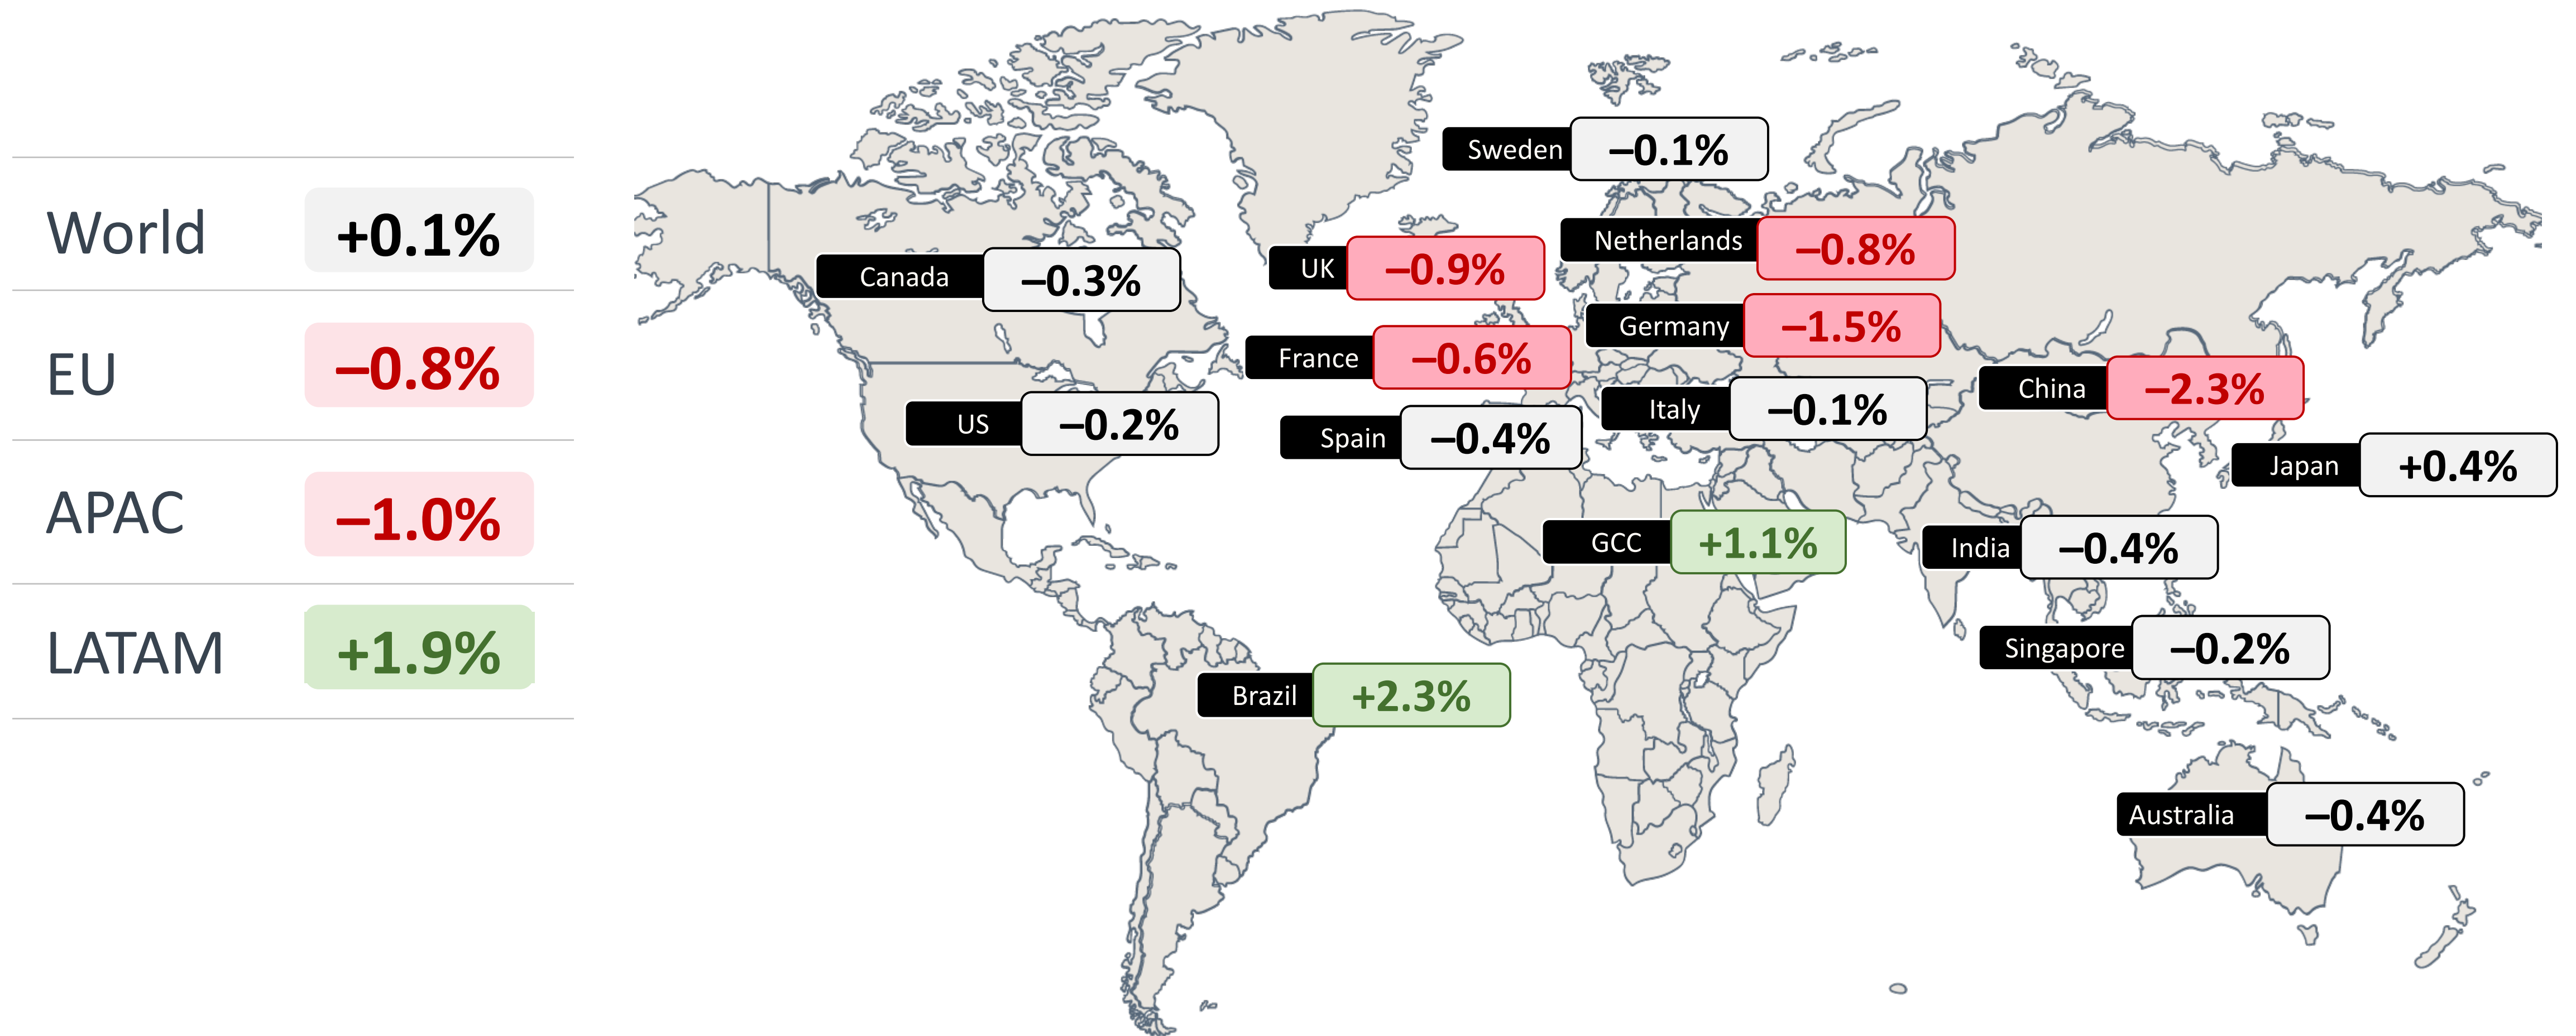 World +0.1%
EU –0.8%
APAC –1.0%
LATAM +1.9%
Sweden –0.1%
Netherlands –0.8%
UK –0.9%
Canada –0.3%
Germany –1.5%
France –0.6%
China –2.3%
Italy –0.1%
US –0.2%
Spain –0.4%
Japan +0.4%
GCC +1.1%
India –0.4%
Singapore –0.2%
Brazil +2.3%
Australia –0.4%